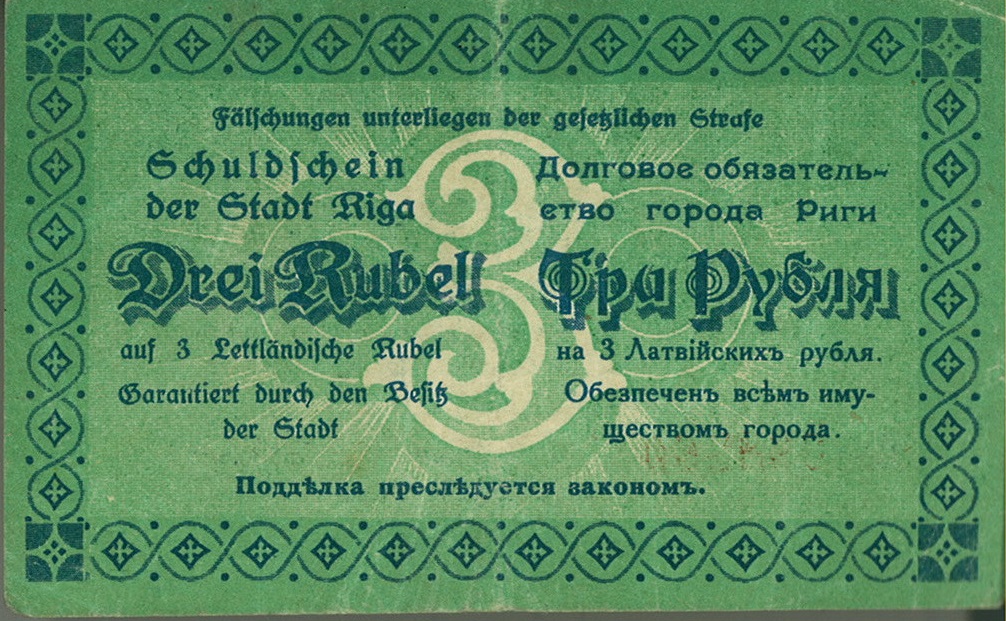 Fälschungen unterliegen der gesetzlichen Strafe
Schuldschein
der Stadt Riga
Drei Rubel
auf 3 Lettländische Rubel
Garantiert durch den Besitz
der Stadt
3
Долговое обязатель-
ство города Риги
Три Рубля
на 3 Латвійскихъ рубля.
Обезпеченъ всѣмъ иму-
ществомъ города.
Поддѣлка преслѣдуется закономъ.